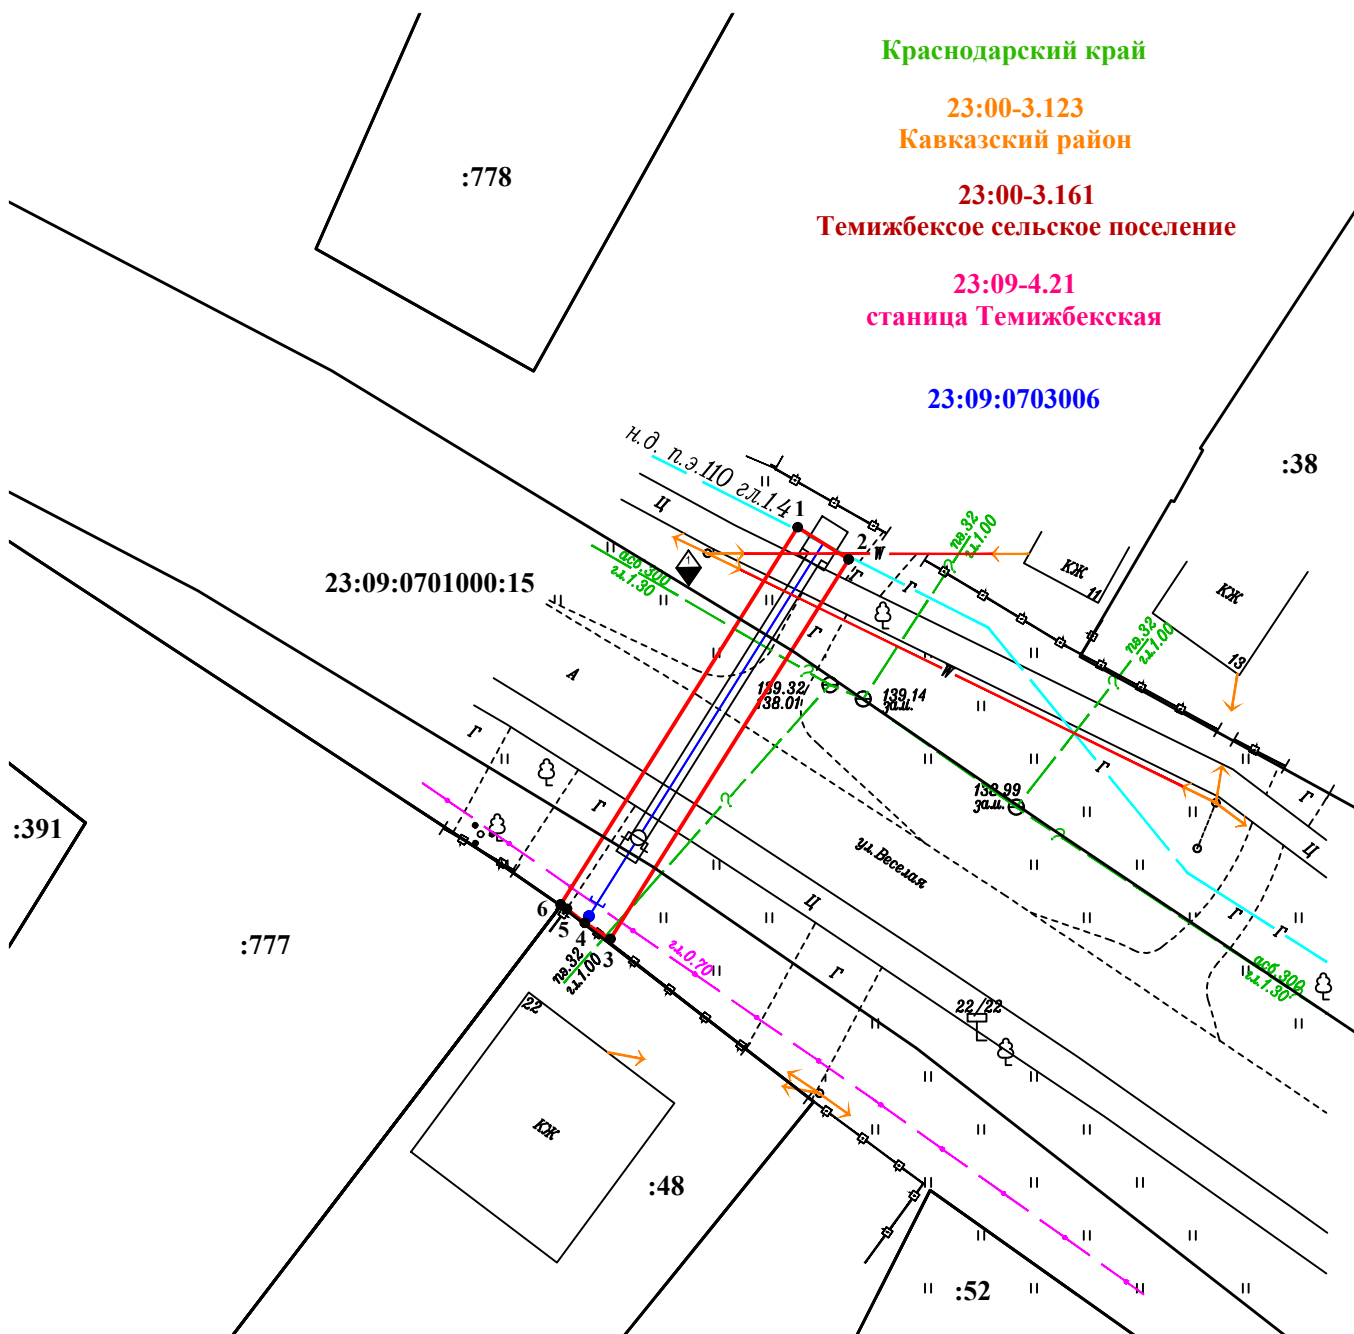 Краснодарский край
23:00-3.123
Кавказский район
:778
23:00-3.161
Темижбексое сельское поселение
23:09-4.21
станица Темижбекская
23:09:0703006
н.д. п.э.110 гл.1.4
:38
Ц
1
2
W
пэ.32
гл.1.00
асб.300
гл.1.30
23:09:0701000:15
Г
Г
КЖ
11
КЖ
13
пэ.32
гл.1.00
Г
А
W
139.32/
138.01
139.14
зам.
Г
Г
138.99
зам.
Г
Г
:391
ул.Веселая
Ц
6
5
4
3
Ц
Г
Г
:777
пэ.32
гл.1.00
гл.0.70
Г
асб.300
гл.1.30
22
22/22
КЖ
:48
:52